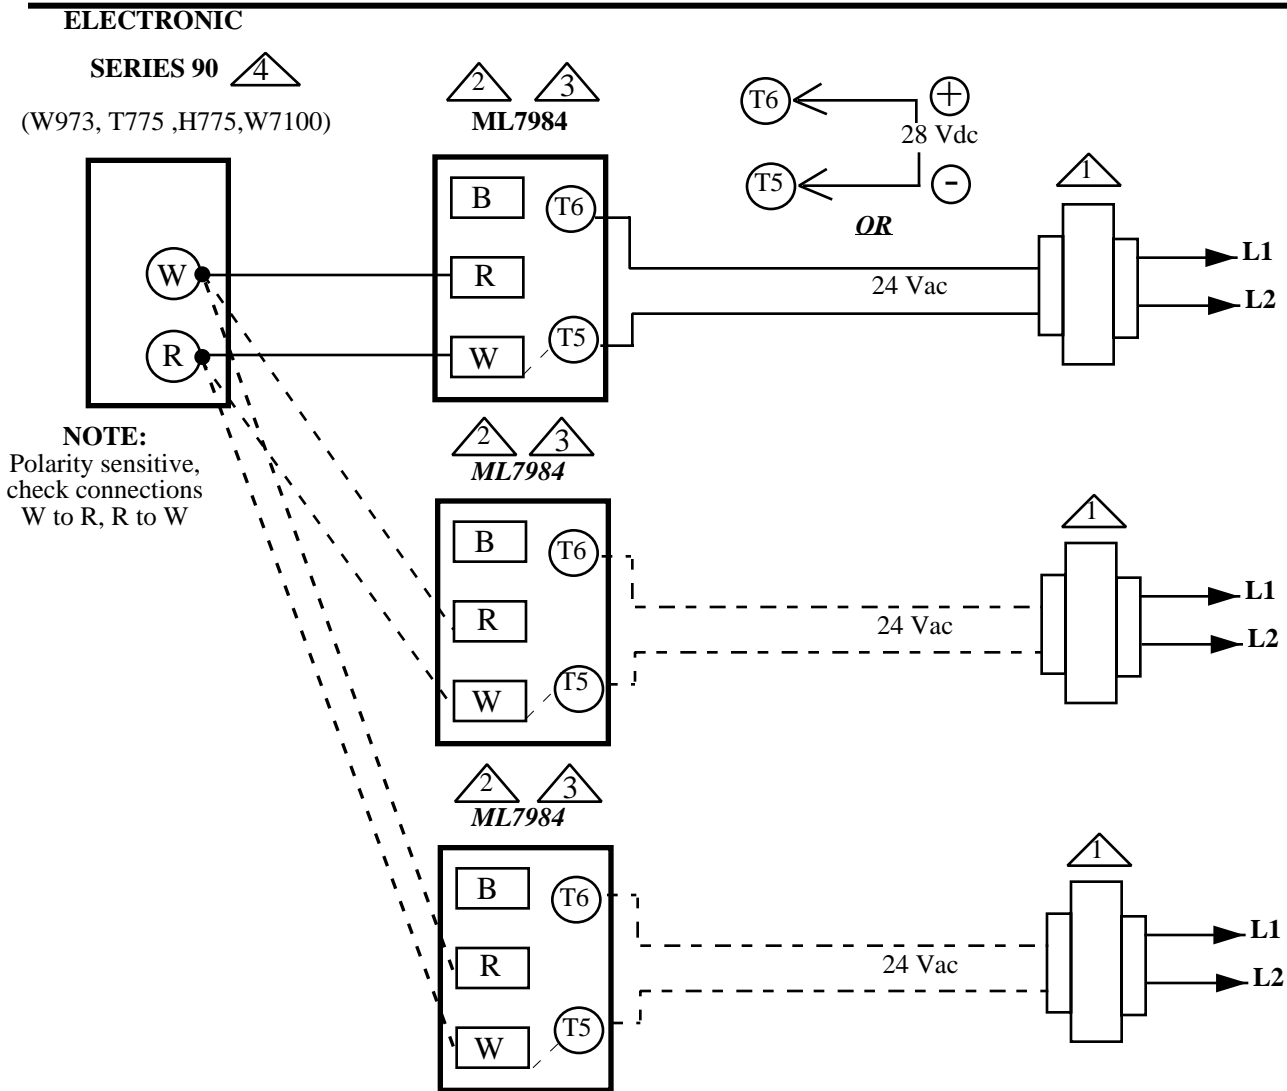 ELECTRONIC
SERIES 90 4
(W973, T775 ,H775,W7100)
2 3
ML7984
T6 +
28 Vdc
T5 -
OR
1
B T6
W R
24 Vac
L1
L2
R W T5
NOTE:
Polarity sensitive,
check connections
W to R, R to W
2 3
ML7984
1
B T6
R
24 Vac
L1
L2
W T5
2 3
ML7984
1
B T6
R
24 Vac
L1
L2
W T5